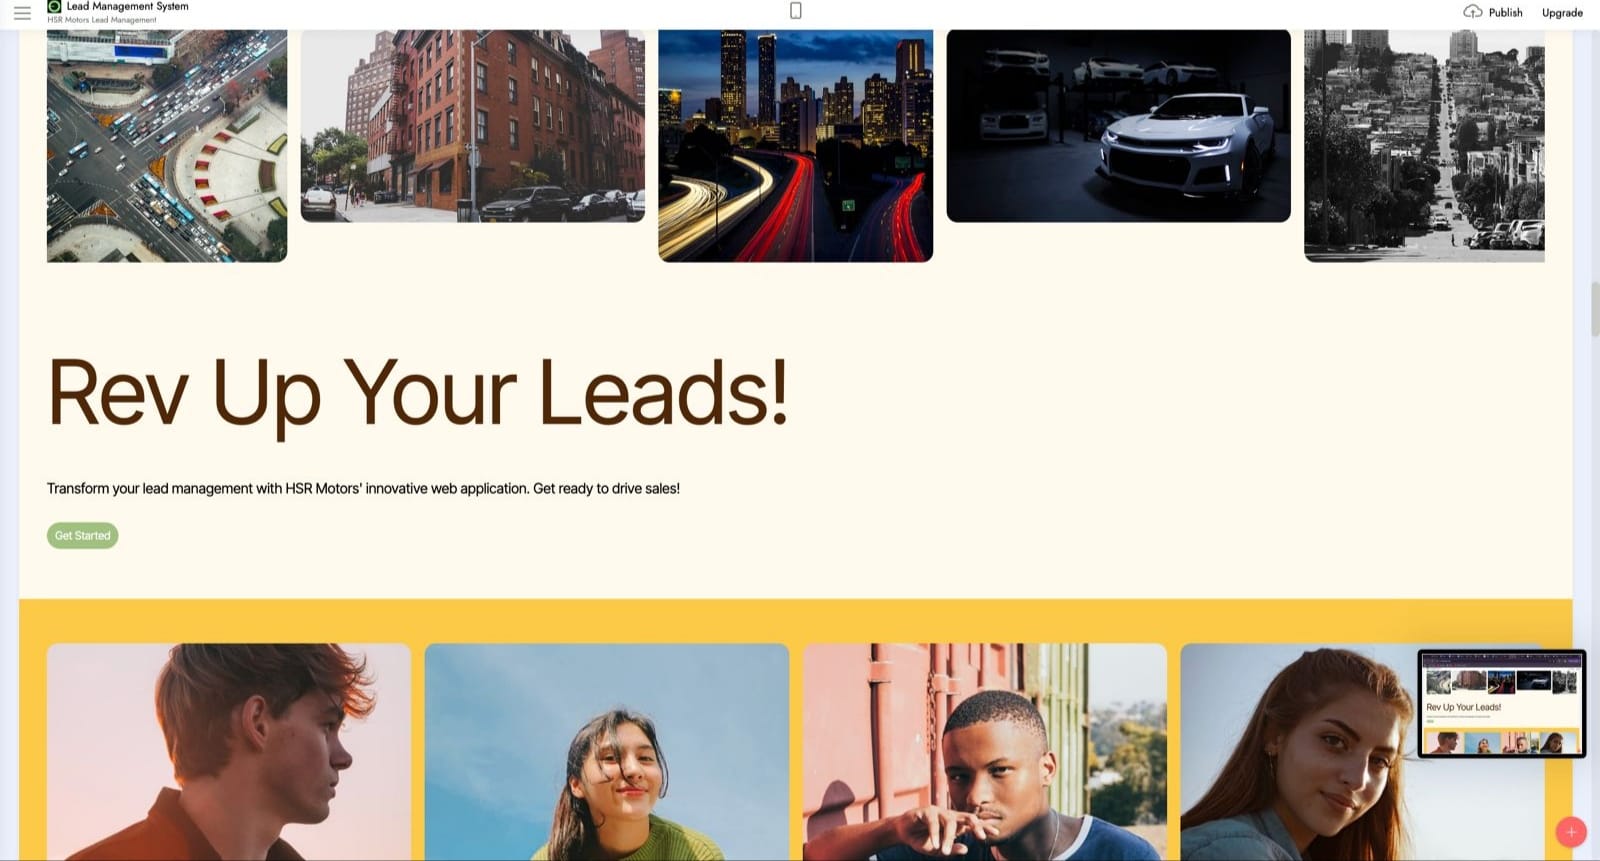 Lead Management System
HSR Motors Lead Management
Publish
Upgrade
Rev Up Your Leads!
Transform your lead management with HSR Motors' innovative web application. Get ready to drive sales!
Get Started
Rev Up Your Leads!